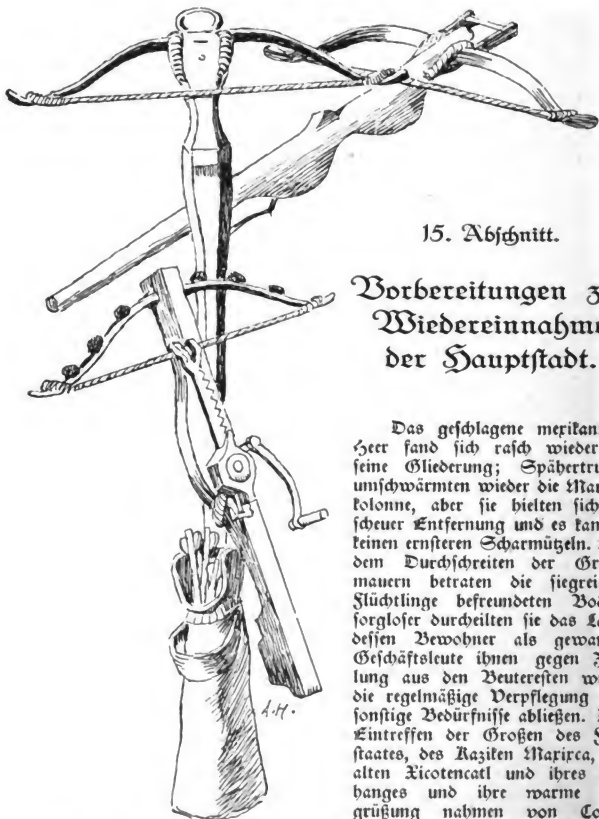 15. Abschnitt.
Vorbereitungen z
Wiedereinnahm
der Hauptstadt.
Das geschlagene mexikan
Heer fand sich rasch wieder
seine Gliederung; Spähertru
umschwärmten wieder die Mar
kolonne, aber sie hielten sich
scheuer Entfernung und es kam
keinen ernsteren Scharmützeln.
dem Durchschreiten der Gr
mauern betraten die siegrei
Flüchtlinge befreundeten Bod
sorgloser durcheilten sie das La
dessen Bewohner als gewa
Geschäftsleute ihnen gegen Z
lung aus den Beuteresten w
die regelmäßige Verpflegung
sonstige Bedürfnisse abließen.
Eintreffen der Großen des F
staates, des Kaziken Maxixca,
alten Xicotencatl und ihres
hanges und ihre warme
grüßung nahmen von Co
A.H.